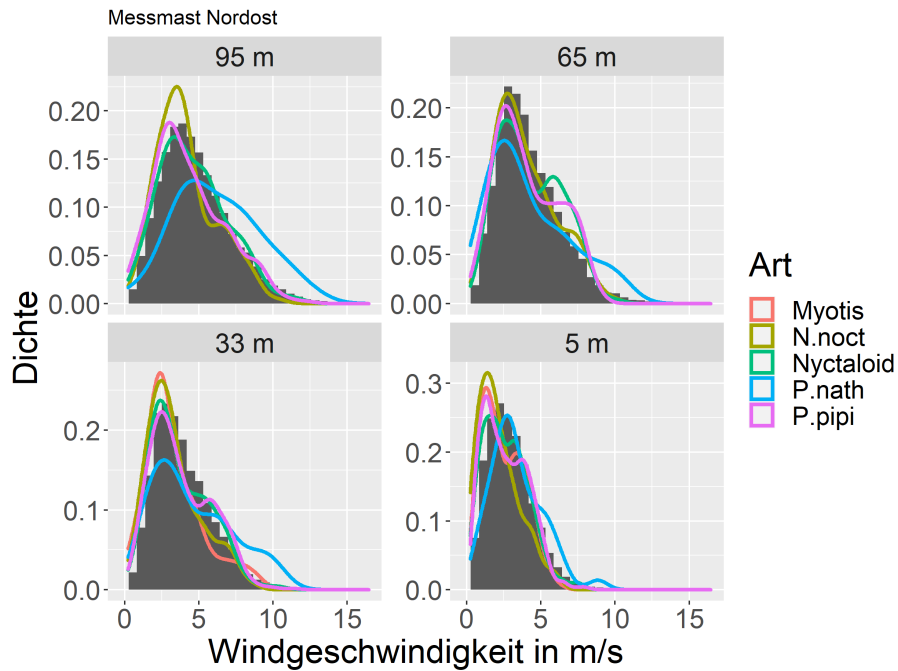 Messmast Nordost
95 m
65 m
0.20
0.15
0.10
0.05
0.00
0.20
0.15
0.10
0.05
0.00
33 m
5 m
0.2
0.1
0.0
0.3
0.2
0.1
0.0
0 5 10 15
0 5 10 15
Dichte
Windgeschwindigkeit in m/s
Art
Myotis
N.noct
Nyctaloid
P.nath
P.pipi